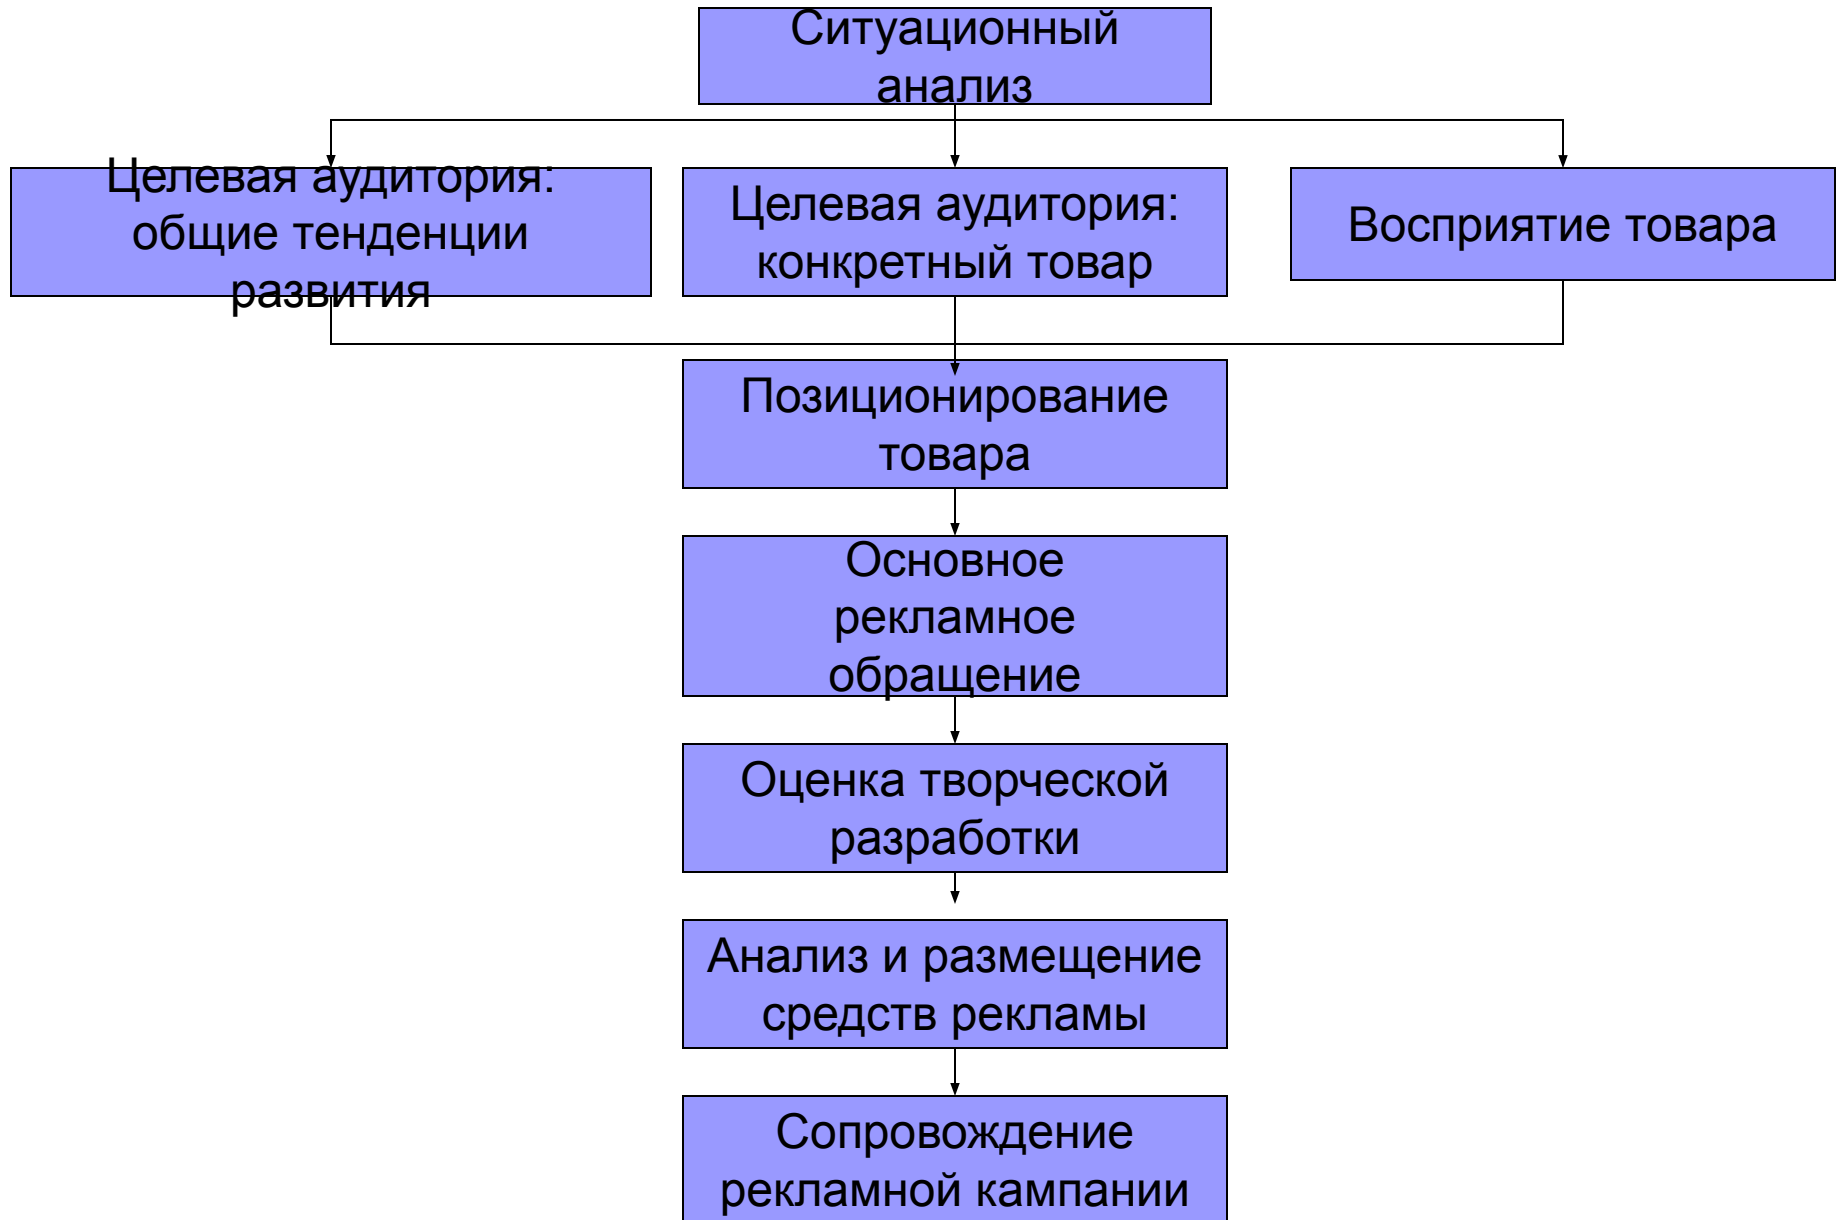 Ситуационный
анализ
Целевая аудитория:
общие тенденции
развития
Целевая аудитория:
конкретный товар
Восприятие товара
Позиционирование
товара
Основное
рекламное
обращение
Оценка творческой
разработки
Анализ и размещение
средств рекламы
Сопровождение
рекламной кампании